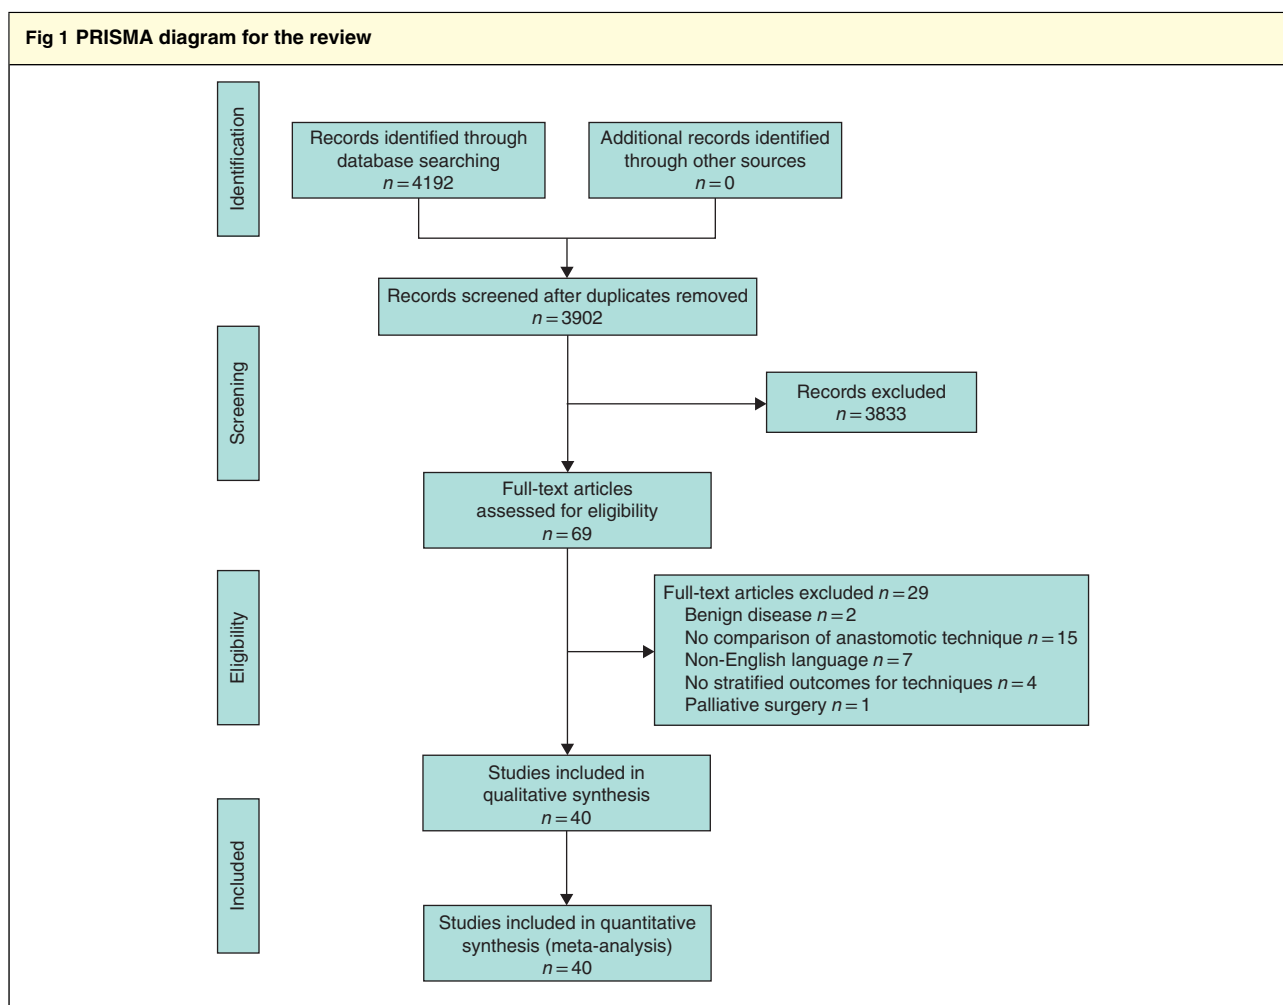 Fig 1 PRISMA diagram for the review
Identification
Records identified through
database searching
n=4192
Additional records identified
through other sources
n=0
Records screened after duplicates removed
n=3902
Screening
Records excluded
n=3833
Full-text articles
assessed for eligibility
n=69
Eligibility
Full-text articles excluded n=29
Benign disease n=2
No comparison of anastomotic technique n=15
Non-English language n=7
No stratified outcomes for techniques n=4
Palliative surgery n=1
Studies included in
qualitative synthesis
n=40
Included
Studies included in quantitative
synthesis (meta-analysis)
n=40